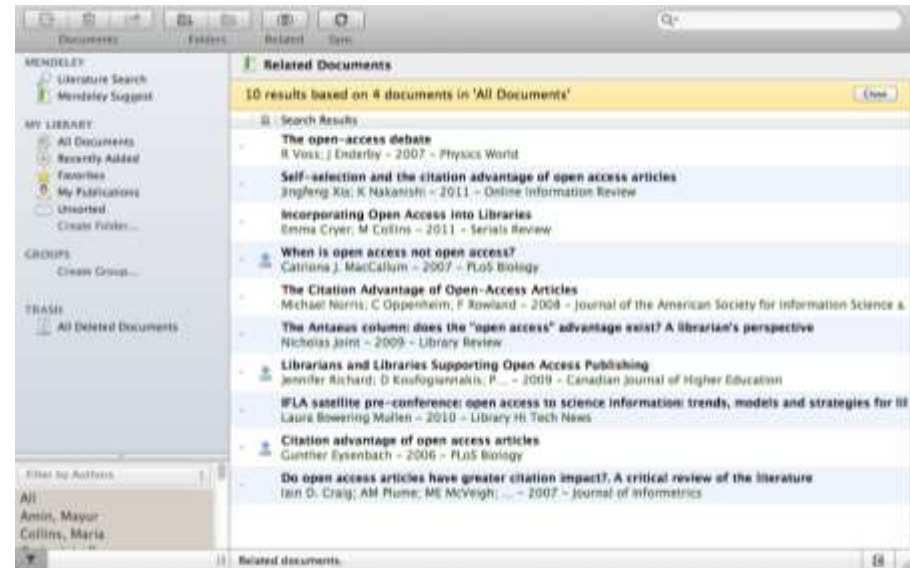 Documents
Folders
Related
Sync
MENDELEY
Literature Search
Mendeley Suggest
MY LIBRARY
All Documents
Recently Added
Favorites
My Publications
Unsorted
Create Folder...
GROUPS
Create Group...
TRASH
All Deleted Documents
Filter by Authors
All
Amin, Mayur
Collins, Maria
Related Documents
10 results based on 4 documents in 'All Documents'
Close
Search Results
The open-access debate
R Voss; J Enderby - 2007 - Physics World
Self-selection and the citation advantage of open access articles
Jingfeng Xia; K Nakanishi - 2011 - Online Information Review
Incorporating Open Access into Libraries
Emma Cryer; M Collins - 2011 - Serials Review
When is open access not open access?
Catriona J. MacCallum - 2007 - PLoS Biology
The Citation Advantage of Open-Access Articles
Michael Norris; C Oppenheim; F Rowland - 2008 - Journal of the American Society for Information Science a
The Antaeus column: does the "open access" advantage exist? A librarian's perspective
Nicholas Joint - 2009 - Library Review
Librarians and Libraries Supporting Open Access Publishing
Jennifer Richard; D Koufogiannakis; P... - 2009 - Canadian Journal of Higher Education
IFLA satellite pre-conference: open access to science information: trends, models and strategies for lil
Laura Bowering Mullen - 2010 - Library Hi Tech News
Citation advantage of open access articles
Gunther Eysenbach - 2006 - PLoS Biology
Do open access articles have greater citation impact?. A critical review of the literature
Iain D. Craig; AM Plume; ME McVeigh; ... - 2007 - Journal of Informetrics
Related documents.